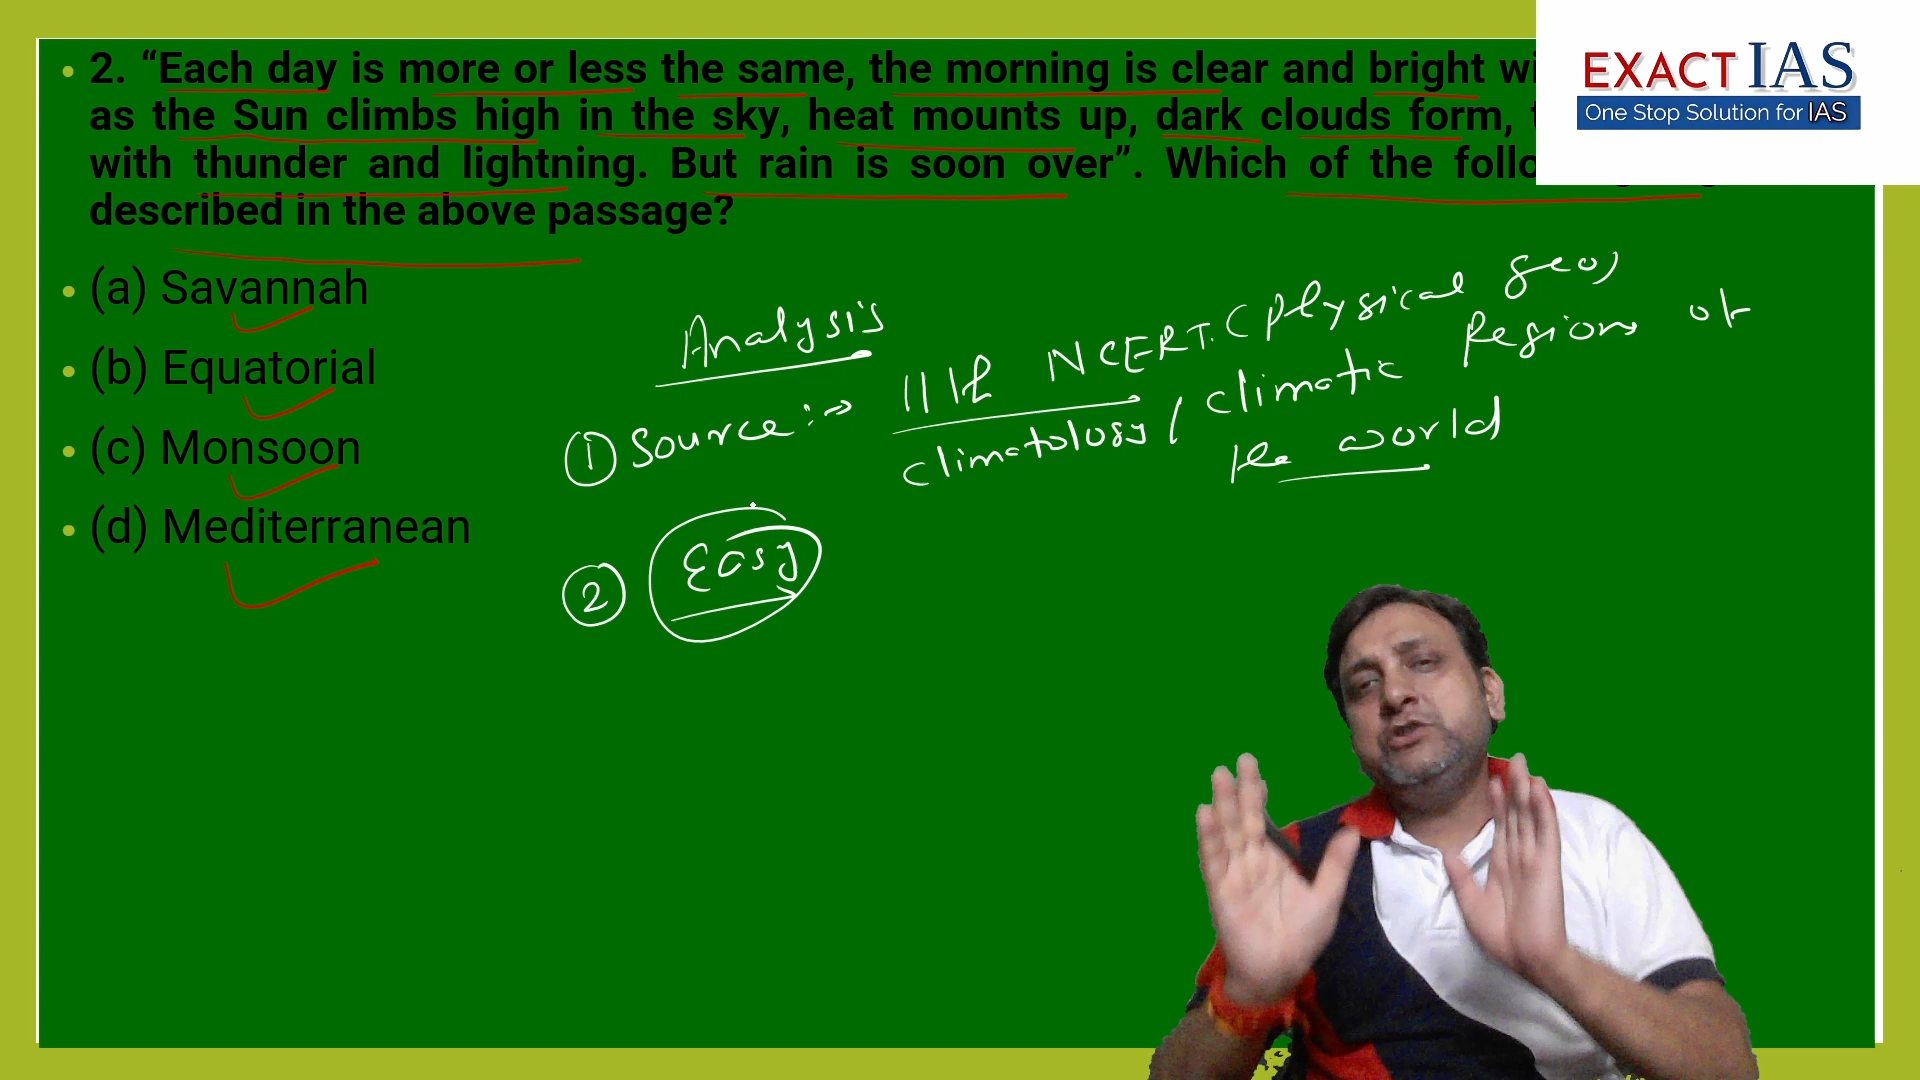 • 2. “Each day is more or less the same, the morning is clear and bright
EXACT IAS
One Stop Solution for IAS
as the Sun climbs high in the sky, heat mounts up, dark clouds form,
with thunder and lightning. But rain is soon over”. Which of the
described in the above passage?
• (a) Savannah
• (b) Equatorial
• (c) Monsoon
• (d) Mediterranean
Analysis
① Source :→ 11th NCERT. (Physical geo)
climatology / climatic Regions of
the world
② Easy